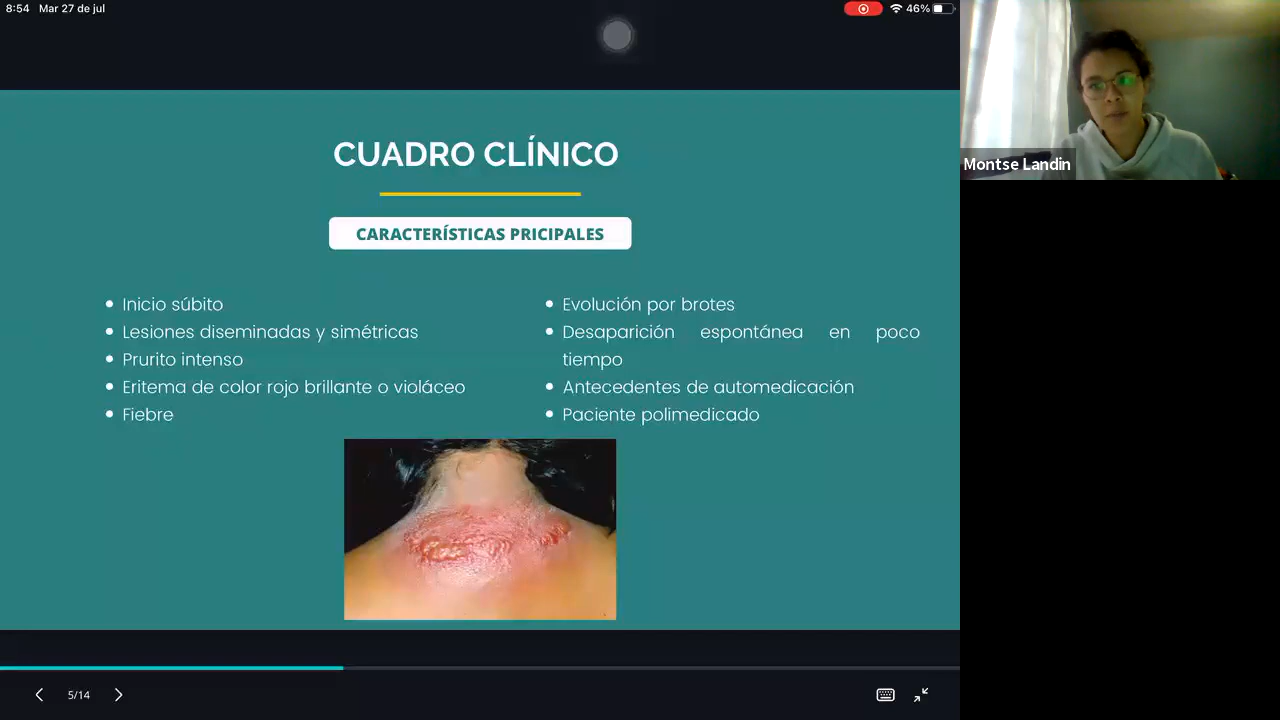 8:54 Mar 27 de jul
46%
Montse Landin
CUADRO CLÍNICO
CARACTERÍSTICAS PRICIPALES
Inicio súbito
Lesiones diseminadas y simétricas
Prurito intenso
Eritema de color rojo brillante o violáceo
Fiebre
Evolución por brotes
Desaparición espontánea en poco
tiempo
Antecedentes de automedicación
Paciente polimedicado
5/14